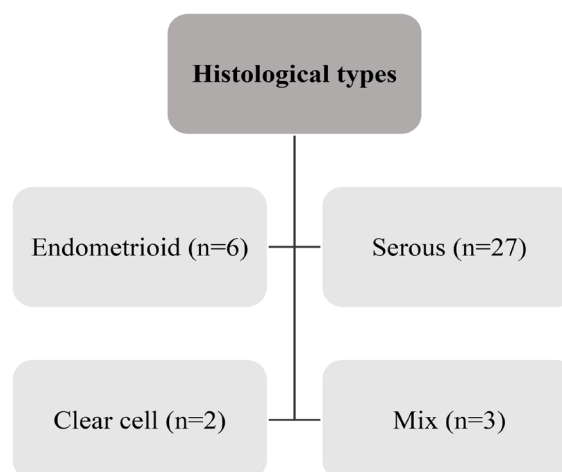 Histological types
Endometrioid (n=6)
Serous (n=27)
Clear cell (n=2)
Mix (n=3)